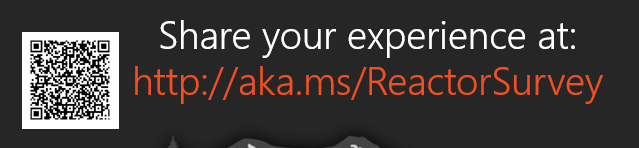 Share your experience at:
http://aka.ms/ReactorSurvey